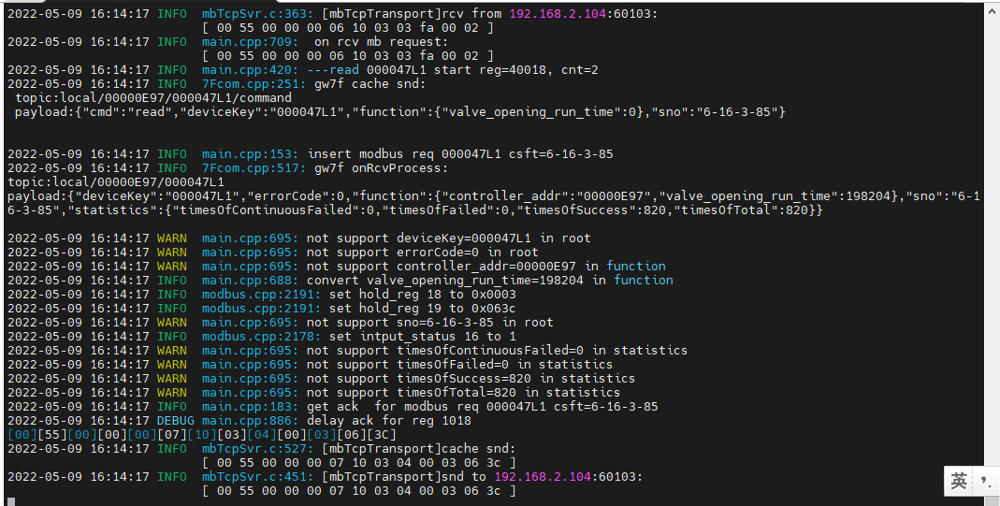 2022-05-09 16:14:17 INFO  mbTcpSvr.c:363: [mbTcpTransport]rcv from 192.168.2.104:60103:
[ 00 55 00 00 00 06 10 03 03 fa 00 02 ]
2022-05-09 16:14:17 INFO  main.cpp:709:  on rcv mb request:
[ 00 55 00 00 00 06 10 03 03 fa 00 02 ]
2022-05-09 16:14:17 INFO  main.cpp:420: ---read 000047L1 start reg=40018, cnt=2
2022-05-09 16:14:17 INFO  7Fcom.cpp:251: gw7f cache snd:
topic:local/00000E97/000047L1/command
payload:{"cmd":"read","deviceKey":"000047L1","function":{"valve_opening_run_time":0},"sno":"6-16-3-85"}
2022-05-09 16:14:17 INFO  main.cpp:153: insert modbus req 000047L1 csft=6-16-3-85
2022-05-09 16:14:17 INFO  7Fcom.cpp:517: gw7f onRcvProcess:
topic:local/00000E97/000047L1
payload:{"deviceKey":"000047L1","errorCode":0,"function":{"controller_addr":"00000E97","valve_opening_run_time":198204},"sno":"6-1
6-3-85","statistics":{"timesOfContinuousFailed":0,"timesOfFailed":0,"timesOfSuccess":820,"timesOfTotal":820}}
2022-05-09 16:14:17 WARN  main.cpp:695: not support deviceKey=000047L1 in root
2022-05-09 16:14:17 WARN  main.cpp:695: not support errorCode=0 in root
2022-05-09 16:14:17 WARN  main.cpp:695: not support controller_addr=00000E97 in function
2022-05-09 16:14:17 INFO  main.cpp:688: convert valve_opening_run_time=198204 in function
2022-05-09 16:14:17 INFO  modbus.cpp:2191: set hold_reg 18 to 0x0003
2022-05-09 16:14:17 INFO  modbus.cpp:2191: set hold_reg 19 to 0x063c
2022-05-09 16:14:17 WARN  main.cpp:695: not support sno=6-16-3-85 in root
2022-05-09 16:14:17 INFO  modbus.cpp:2178: set intput_status 16 to 1
2022-05-09 16:14:17 WARN  main.cpp:695: not support timesOfContinuousFailed=0 in statistics
2022-05-09 16:14:17 WARN  main.cpp:695: not support timesOfFailed=0 in statistics
2022-05-09 16:14:17 WARN  main.cpp:695: not support timesOfSuccess=820 in statistics
2022-05-09 16:14:17 WARN  main.cpp:695: not support timesOfTotal=820 in statistics
2022-05-09 16:14:17 INFO  main.cpp:183: get ack  for modbus req 000047L1 csft=6-16-3-85
2022-05-09 16:14:17 DEBUG main.cpp:886: delay ack for reg 1018
[00][55][00][00][00][07][10][03][04][00][03][06][3C]
2022-05-09 16:14:17 INFO  mbTcpSvr.c:527: [mbTcpTransport]cache snd:
[ 00 55 00 00 00 07 10 03 04 00 03 06 3c ]
2022-05-09 16:14:17 INFO  mbTcpSvr.c:451: [mbTcpTransport]snd to 192.168.2.104:60103:
[ 00 55 00 00 00 07 10 03 04 00 03 06 3c ]
英